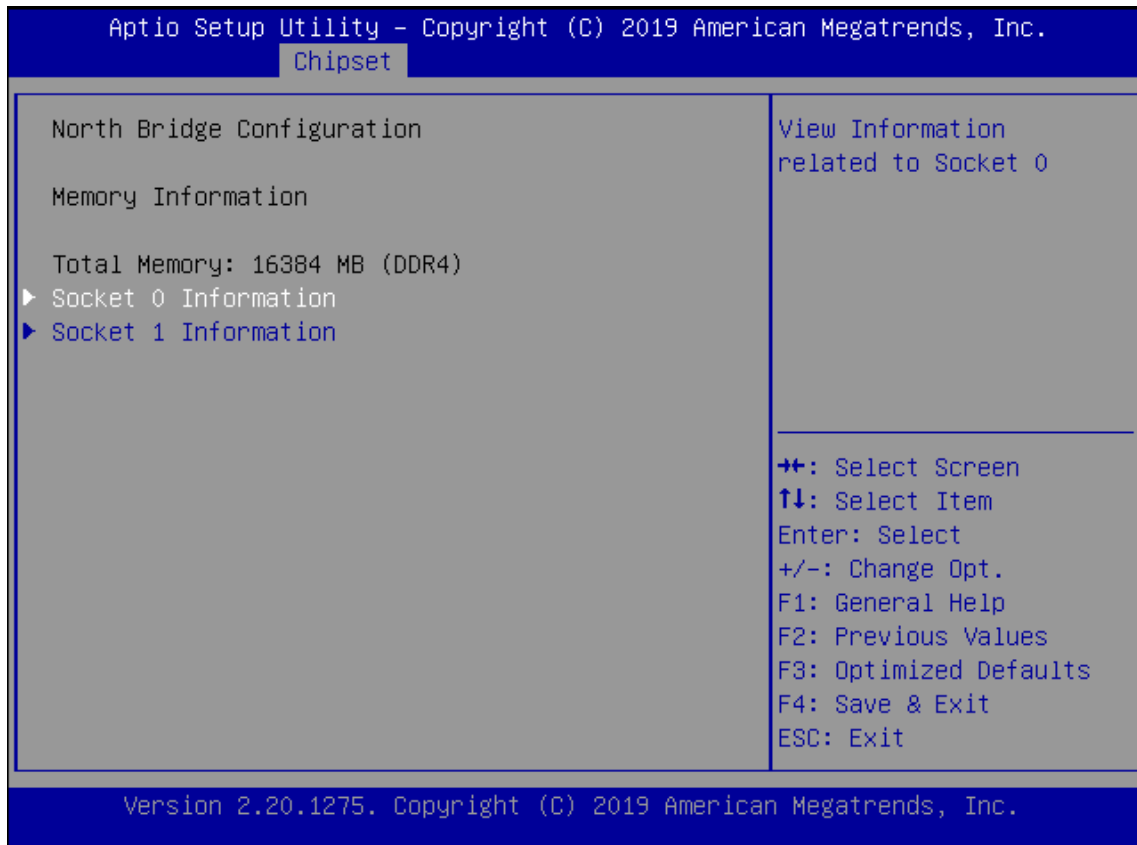 Aptio Setup Utility – Copyright (C) 2019 American Megatrends, Inc.
Chipset
North Bridge Configuration
Memory Information
Total Memory: 16384 MB (DDR4)
▶ Socket 0 Information
▶ Socket 1 Information
View Information
related to Socket 0
→←: Select Screen
↑↓: Select Item
Enter: Select
+/-: Change Opt.
F1: General Help
F2: Previous Values
F3: Optimized Defaults
F4: Save & Exit
ESC: Exit
Version 2.20.1275. Copyright (C) 2019 American Megatrends, Inc.